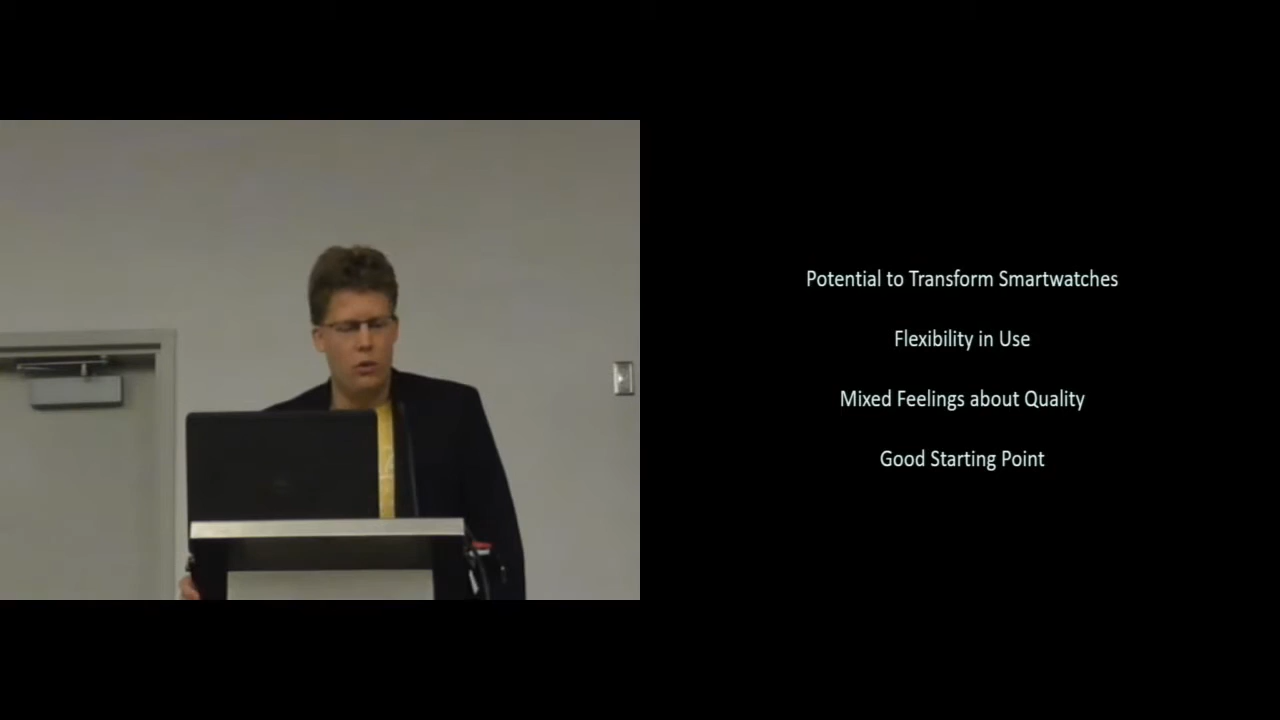 Potential to Transform Smartwatches
Flexibility in Use
Mixed Feelings about Quality
Good Starting Point